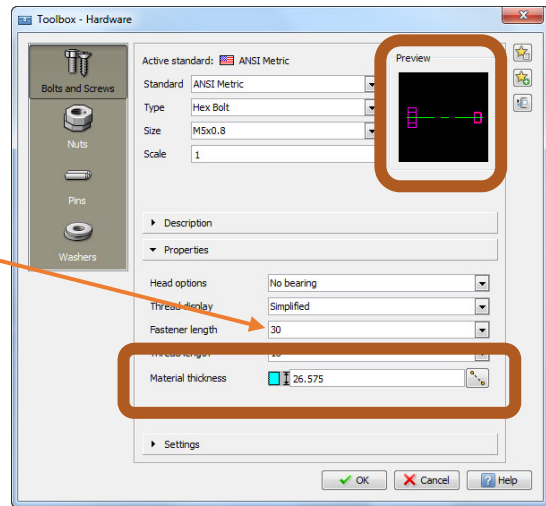 Toolbox - Hardware
Bolts and Screws
Nuts
Pins
Washers
Active standard: ANSI Metric
Standard ANSI Metric
Type Hex Bolt
Size M5x0.8
Scale 1
Preview
Description
Properties
Head options No bearing
Thread display Simplified
Fastener length 30
Thread length
Material thickness 26.575
Settings
OK Cancel Help